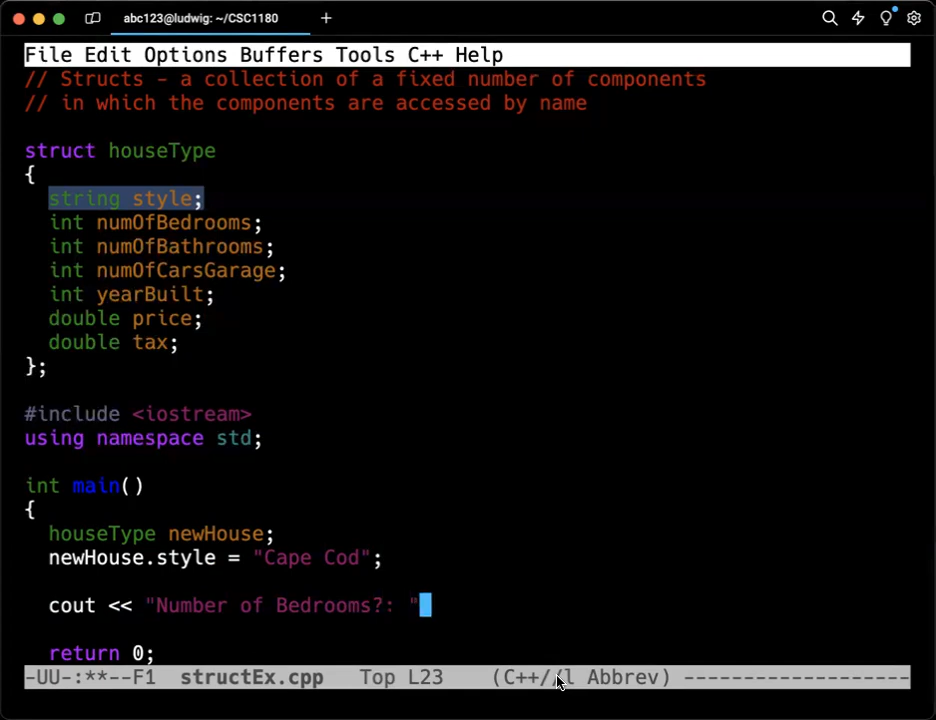 abc123@ludwig: ~/CSC1180
File Edit Options Buffers Tools C++ Help
// Structs - a collection of a fixed number of components
// in which the components are accessed by name
struct houseType
{
string style;
int numOfBedrooms;
int numOfBathrooms;
int numOfCarsGarage;
int yearBuilt;
double price;
double tax;
};
#include <iostream>
using namespace std;
int main()
{
houseType newHouse;
newHouse.style = "Cape Cod";
cout << "Number of Bedrooms?: "
return 0;
-UU-:**--F1 structEx.cpp Top L23 (C++//l Abbrev) -------------------